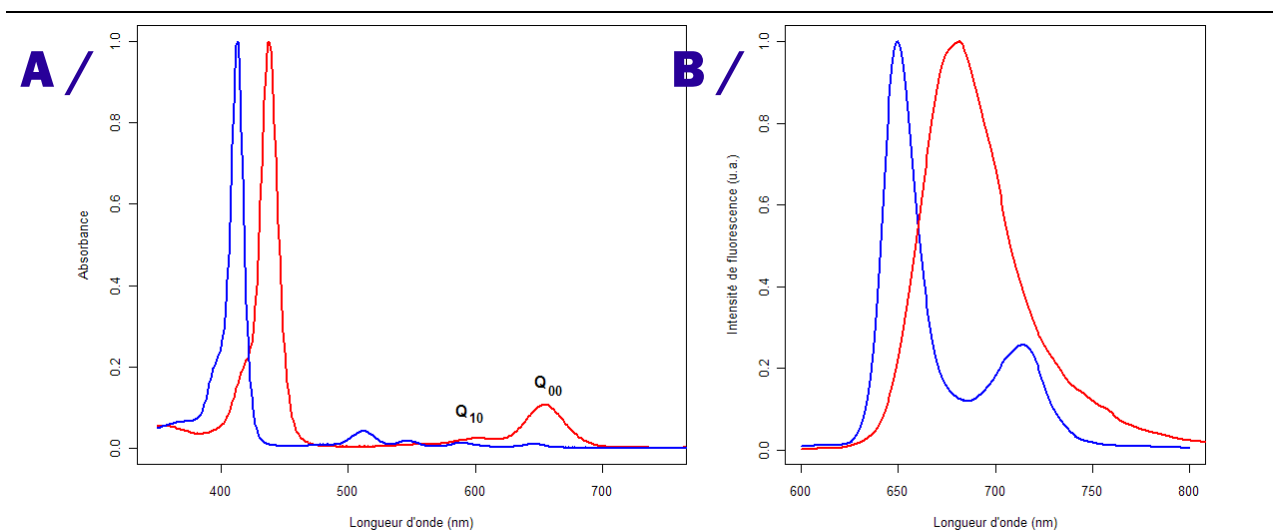 A /
Absorbance
0.0 0.2 0.4 0.6 0.8 1.0
Q10
Q00
400 500 600 700
Longueur d'onde (nm)
B /
Intensité de fluorescence (u.a.)
0.0 0.2 0.4 0.6 0.8 1.0
600 650 700 750 800
Longueur d'onde (nm)